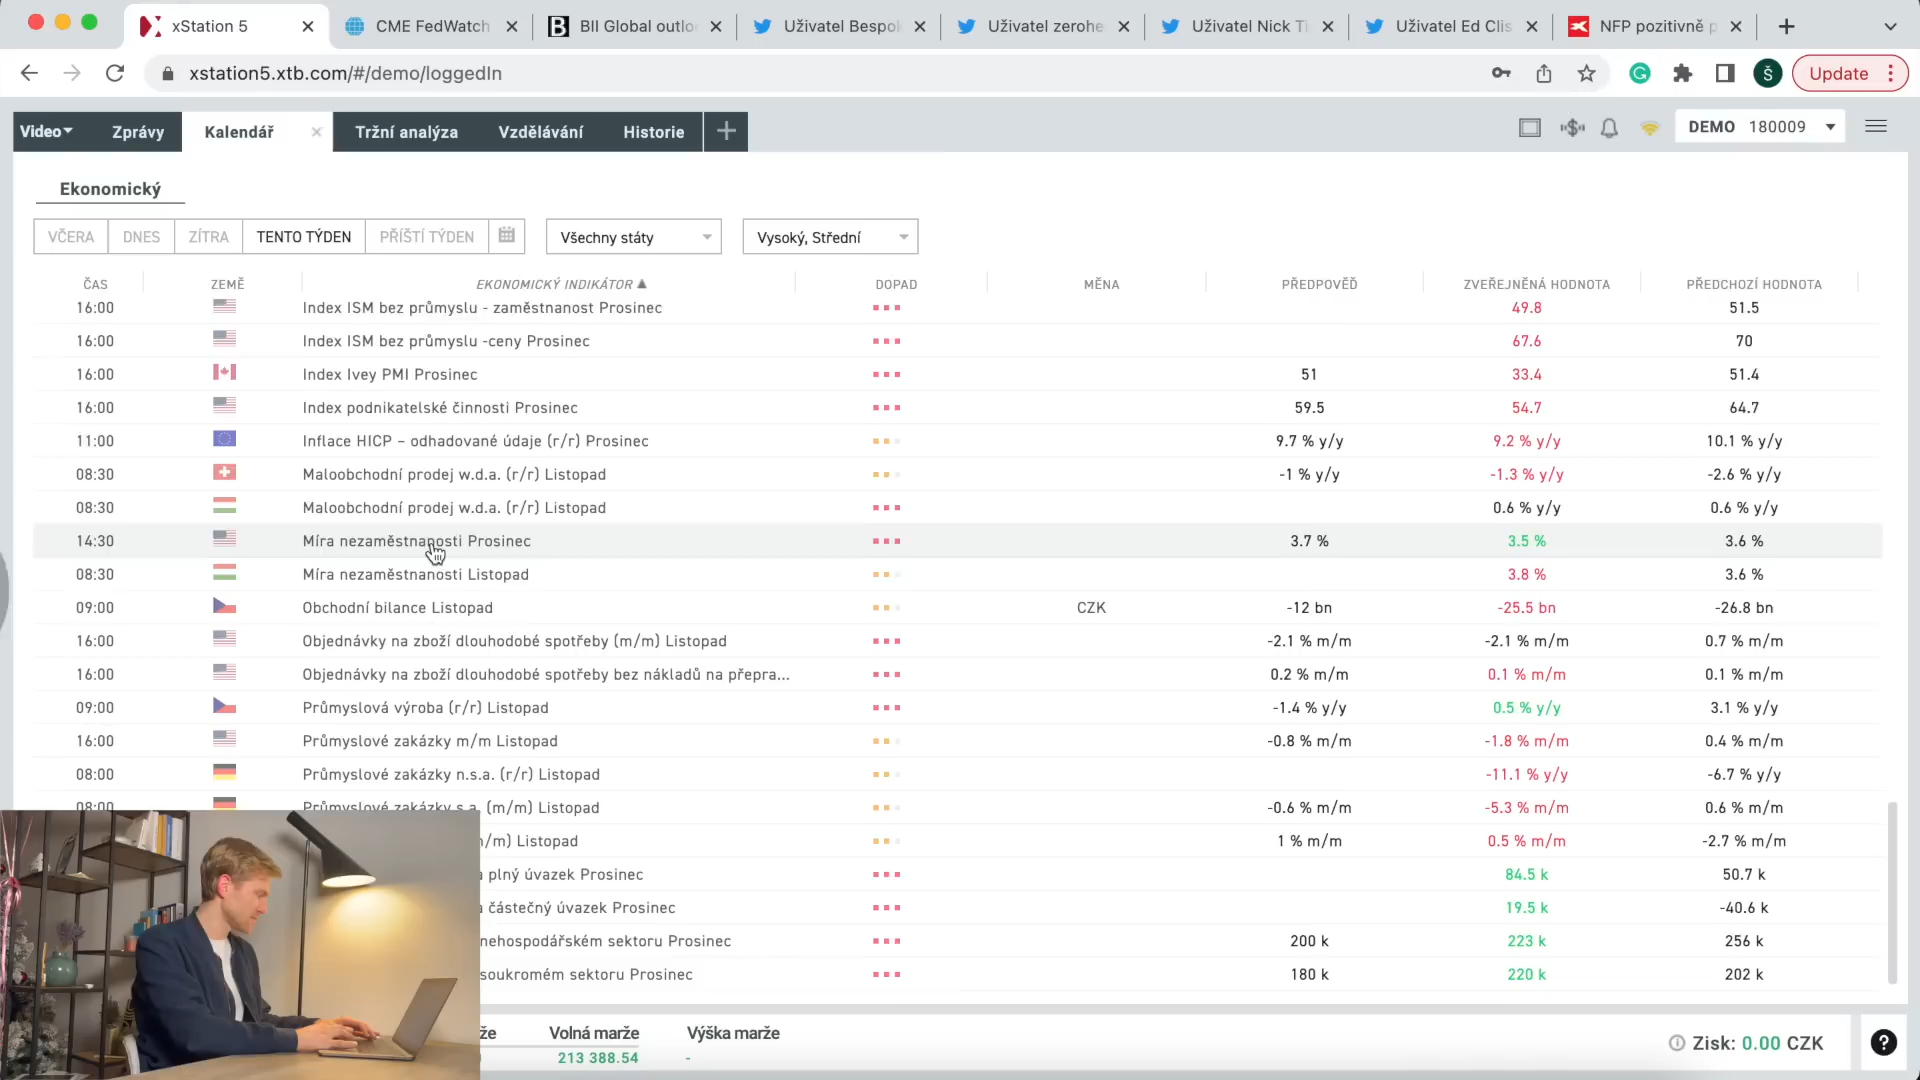 xStation 5
CME FedWatch
BII Global outlo
Uživatel Bespok
Uživatel zerohe
Uživatel Nick Ti
Uživatel Ed Clis
NFP pozitivně p
xstation5.xtb.com/#/demo/loggedIn
Š
Update
Video
Zprávy
Kalendář
Tržní analýza
Vzdělávání
Historie
DEMO 180009
Ekonomický
VČERA
DNES
ZÍTRA
TENTO TÝDEN
PŘÍŠTÍ TÝDEN
Všechny státy
Vysoký, Střední
ČAS ZEMĚ EKONOMICKÝ INDIKÁTOR ▲ DOPAD MĚNA PŘEDPOVĚĎ ZVEŘEJNĚNÁ HODNOTA PŘEDCHOZÍ HODNOTA
16:00 Index ISM bez průmyslu - zaměstnanost Prosinec 49.8 51.5
16:00 Index ISM bez průmyslu -ceny Prosinec 67.6 70
16:00 Index Ivey PMI Prosinec 51 33.4 51.4
16:00 Index podnikatelské činnosti Prosinec 59.5 54.7 64.7
11:00 Inflace HICP – odhadované údaje (r/r) Prosinec 9.7 % y/y 9.2 % y/y 10.1 % y/y
08:30 Maloobchodní prodej w.d.a. (r/r) Listopad -1 % y/y -1.3 % y/y -2.6 % y/y
08:30 Maloobchodní prodej w.d.a. (r/r) Listopad 0.6 % y/y 0.6 % y/y
14:30 Míra nezaměstnanosti Prosinec 3.7 % 3.5 % 3.6 %
08:30 Míra nezaměstnanosti Listopad 3.8 % 3.6 %
09:00 Obchodní bilance Listopad CZK -12 bn -25.5 bn -26.8 bn
16:00 Objednávky na zboží dlouhodobé spotřeby (m/m) Listopad -2.1 % m/m -2.1 % m/m 0.7 % m/m
16:00 Objednávky na zboží dlouhodobé spotřeby bez nákladů na přepra... 0.2 % m/m 0.1 % m/m 0.1 % m/m
09:00 Průmyslová výroba (r/r) Listopad -1.4 % y/y 0.5 % y/y 3.1 % y/y
16:00 Průmyslové zakázky m/m Listopad -0.8 % m/m -1.8 % m/m 0.4 % m/m
08:00 Průmyslové zakázky n.s.a. (r/r) Listopad -11.1 % y/y -6.7 % y/y
08:00 Průmyslové zakázky s.a. (m/m) Listopad -0.6 % m/m -5.3 % m/m 0.6 % m/m
/m) Listopad 1 % m/m 0.5 % m/m -2.7 % m/m
a plný úvazek Prosinec 84.5 k 50.7 k
a částečný úvazek Prosinec 19.5 k -40.6 k
nehospodářském sektoru Prosinec 200 k 223 k 256 k
soukromém sektoru Prosinec 180 k 220 k 202 k
že Volná marže Výška marže
213 388.54 -
Zisk: 0.00 CZK
?